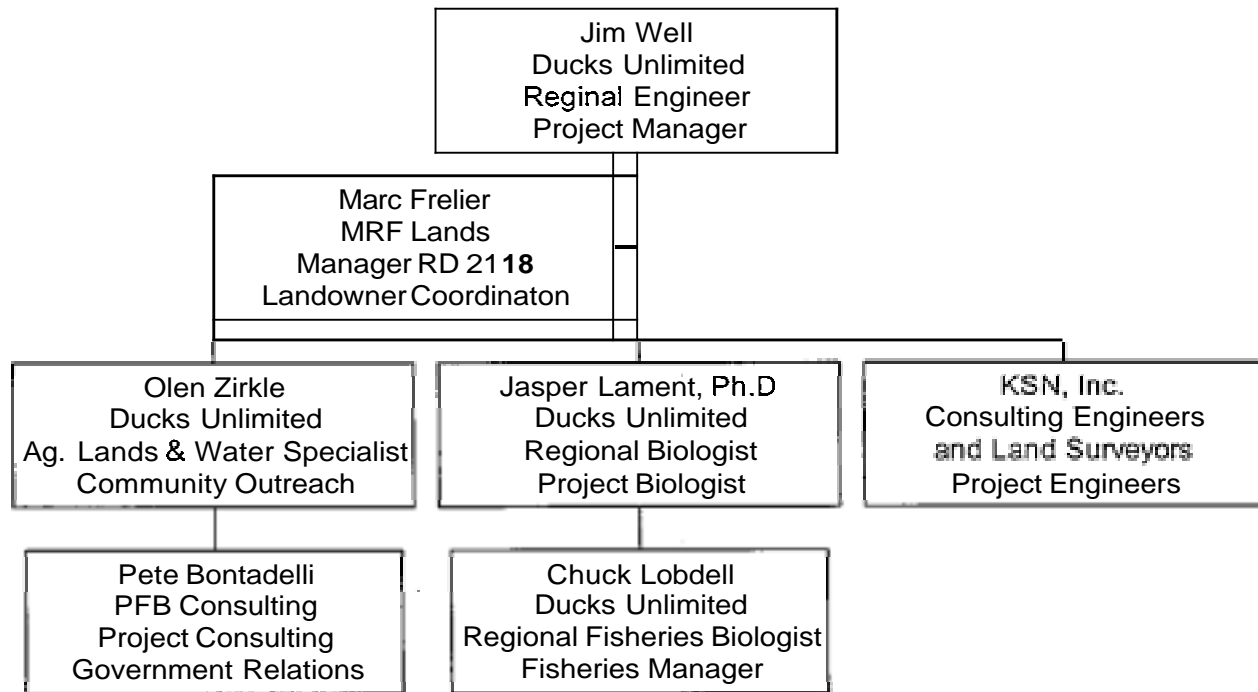 Jim Well
Ducks Unlimited
Reginal Engineer
Project Manager
Marc Frelier
MRF Lands
Manager RD 2118
Landowner Coordinaton
Olen Zirkle
Ducks Unlimited
Ag. Lands & Water Specialist
Community Outreach
Jasper Lament, Ph.D
Ducks Unlimited
Regional Biologist
Project Biologist
KSN, Inc.
Consulting Engineers
and Land Surveyors
Project Engineers
Pete Bontadelli
PFB Consulting
Project Consulting
Government Relations
Chuck Lobdell
Ducks Unlimited
Regional Fisheries Biologist
Fisheries Manager